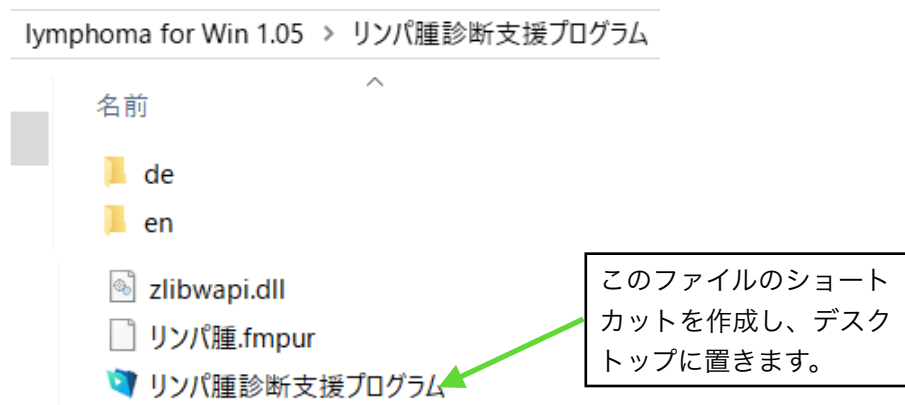 lymphoma for Win 1.05 > リンパ腫診断支援プログラム
名前
de
en
zlibwapi.dll
リンパ腫.fmpur
リンパ腫診断支援プログラム
このファイルのショート
カットを作成し、デスク
トップに置きます。